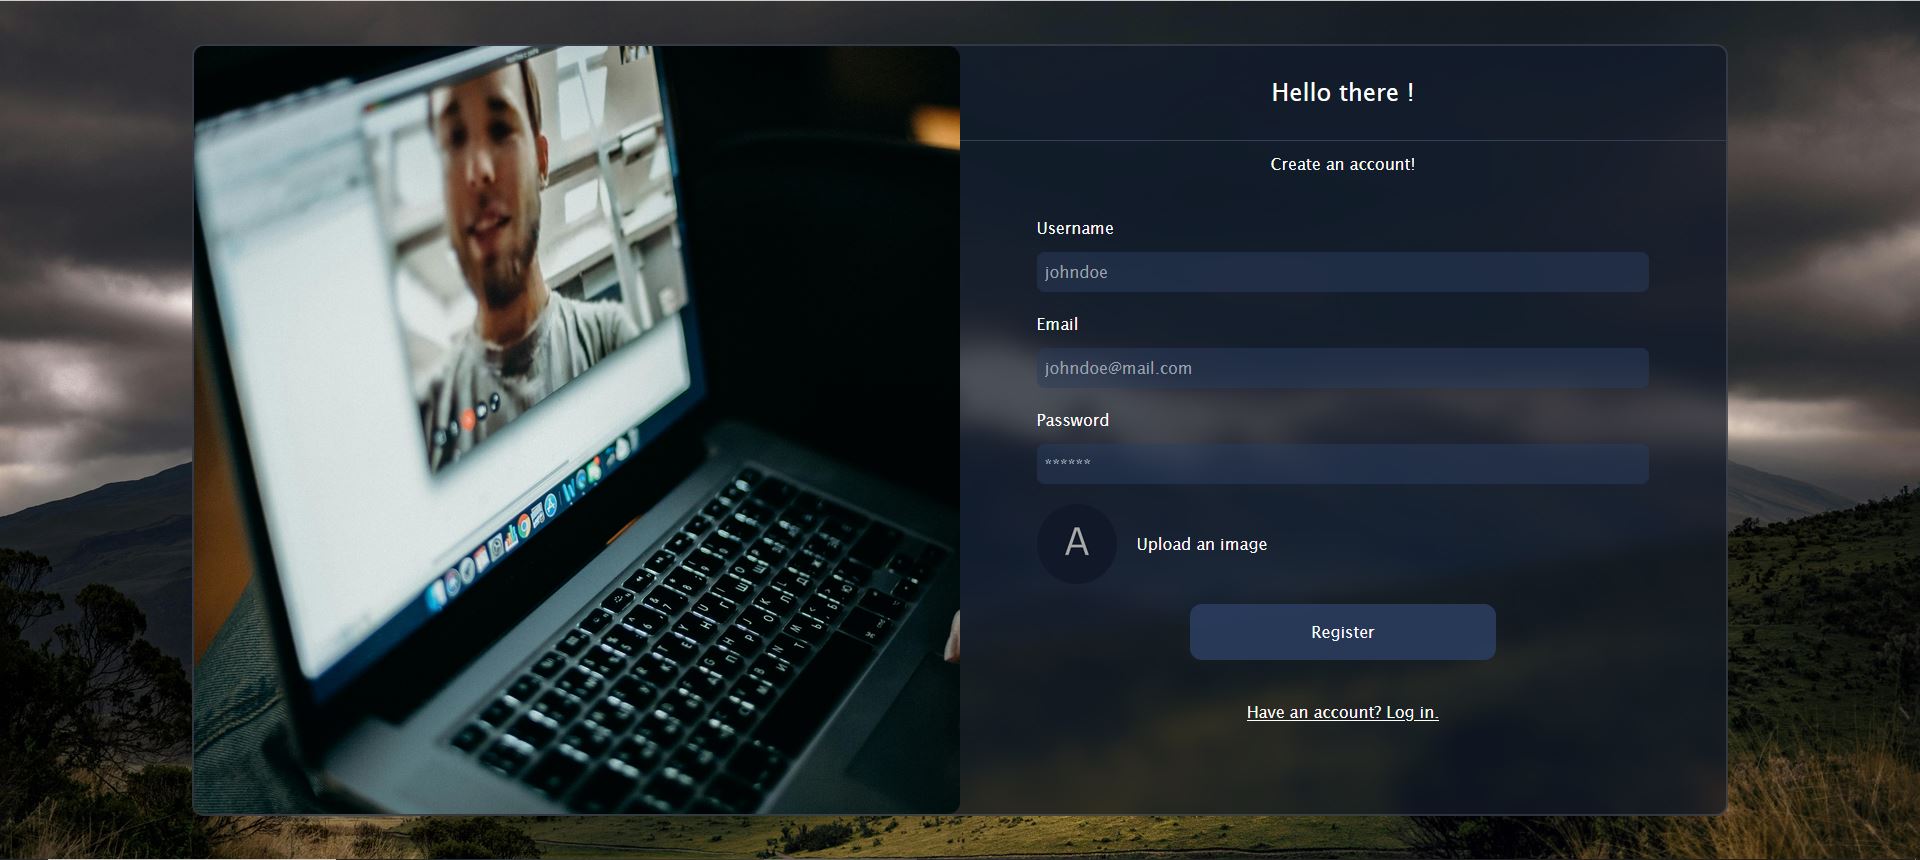 Hello there !
Create an account!
Username
johndoe
Email
johndoe@mail.com
Password
******
A
Upload an image
Register
Have an account? Log in.